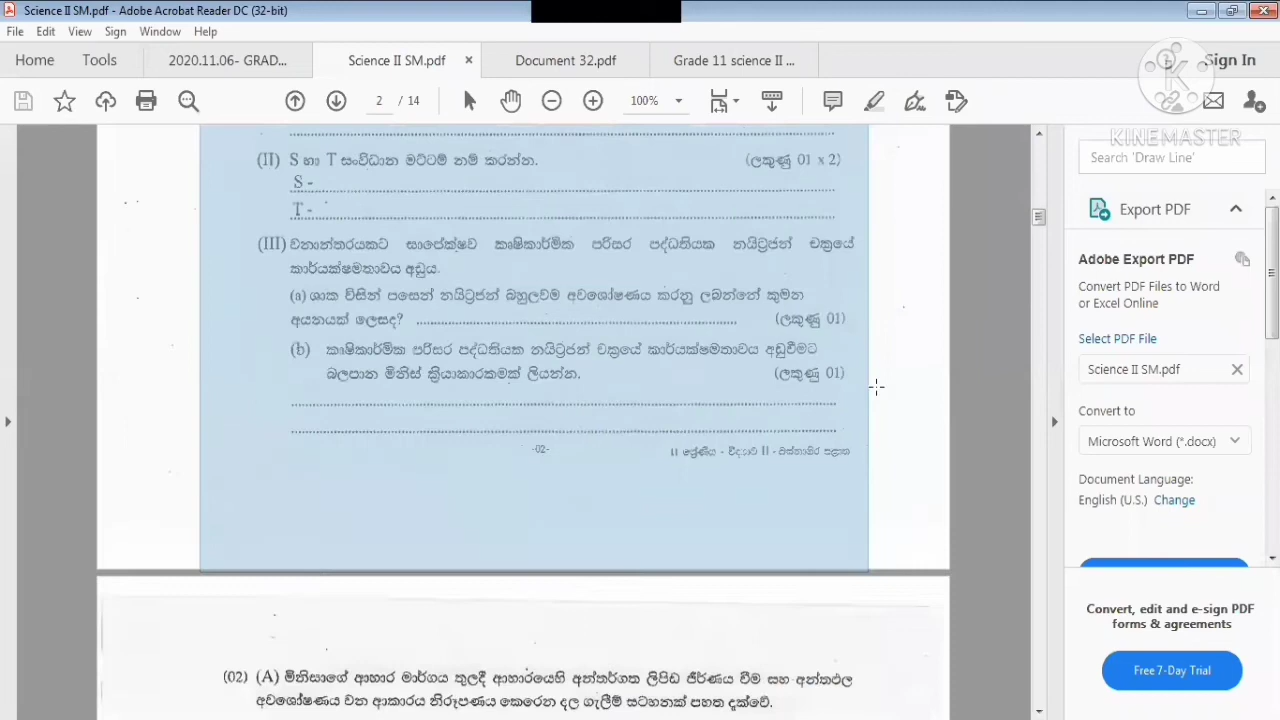 Science II SM.pdf - Adobe Acrobat Reader DC (32-bit)
File Edit View Sign Window Help
Home Tools 2020.11.06- GRAD... Science II SM.pdf × Document 32.pdf Grade 11 science II ... Sign In
2 / 14 100%
KINEMASTER
Search 'Draw Line'
Export PDF
Adobe Export PDF
Convert PDF Files to Word
or Excel Online
Select PDF File
Science II SM.pdf
Convert to
Microsoft Word (*.docx)
Document Language:
English (U.S.) Change
Convert, edit and e-sign PDF
forms & agreements
Free 7-Day Trial
(II) S හා T සංවිධාන මට්ටම් නම් කරන්න. (ලකුණු 01 x 2)
S -
T -
(III) වනාන්තරයකට සාපේක්ෂව කෘෂිකාර්මික පරිසර පද්ධතියක නයිට්‍රජන් චක්‍රයේ
කාර්යක්ෂමතාවය අඩුය.
(a) ශාක විසින් පසෙන් නයිට්‍රජන් බහුලවම අවශෝෂණය කරනු ලබන්නේ කුමන
අයනයක් ලෙසද? (ලකුණු 01)
(b) කෘෂිකාර්මික පරිසර පද්ධතියක නයිට්‍රජන් චක්‍රයේ කාර්යක්ෂමතාවය අඩුවීමට
බලපාන මිනිස් ක්‍රියාකාරකමක් ලියන්න. (ලකුණු 01)
-02- 11 ශ්‍රේණිය - විද්‍යාව II - බස්නාහිර පළාත
(02) (A) මිනිසාගේ ආහාර මාර්ගය තුලදී ආහාරයෙහි අන්තර්ගත ලිපිඩ ජීර්ණය වීම සහ අන්තඵල
අවශෝෂණය වන ආකාරය නිරූපණය කෙරෙන දල ගැලීම් සටහනක් පහත දැක්වේ.